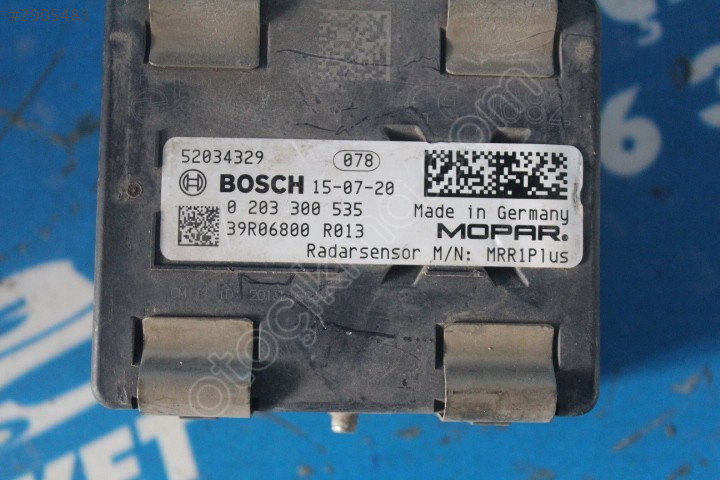 52034329 078
BOSCH 15-07-20
0 203 300 535 Made in Germany
39R06800 R013 MOPAR®
Radarsensor M/N: MRR1Plus